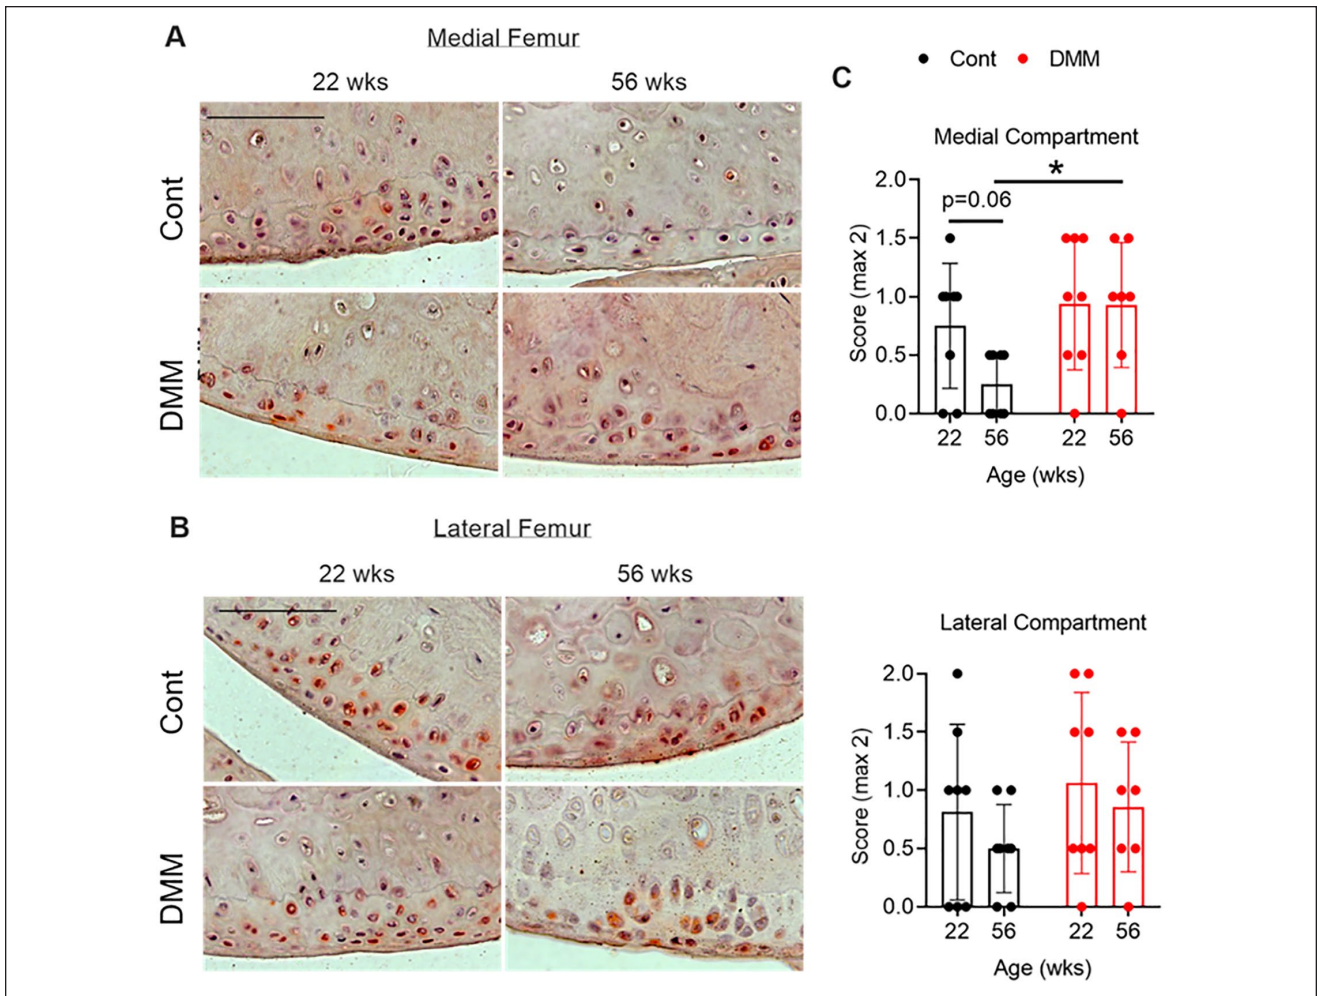 A
Medial Femur
22 wks
56 wks
Cont
DMM
B
Lateral Femur
22 wks
56 wks
Cont
DMM
C
Cont
DMM
Medial Compartment
*
p=0.06
Score (max 2)
2.0
1.5
1.0
0.5
0.0
22
56
22
56
Age (wks)
Lateral Compartment
Score (max 2)
2.0
1.5
1.0
0.5
0.0
22
56
22
56
Age (wks)